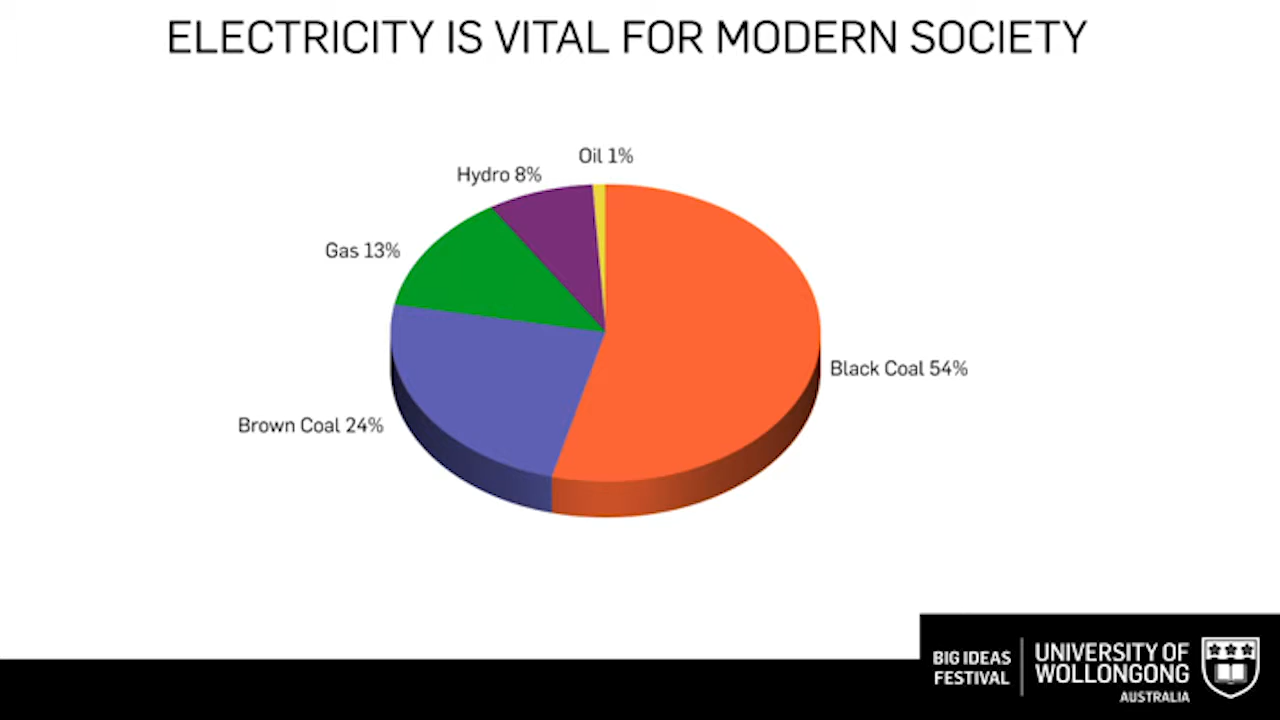 ELECTRICITY IS VITAL FOR MODERN SOCIETY
Oil 1%
Hydro 8%
Gas 13%
Black Coal 54%
Brown Coal 24%
BIG IDEAS
FESTIVAL
UNIVERSITY OF
WOLLONGONG
AUSTRALIA